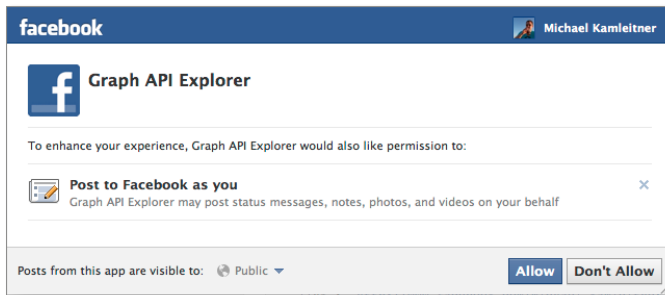 facebook
Michael Kamleitner
Graph API Explorer
To enhance your experience, Graph API Explorer would also like permission to:
Post to Facebook as you
Graph API Explorer may post status messages, notes, photos, and videos on your behalf
Posts from this app are visible to: Public
Allow
Don't Allow